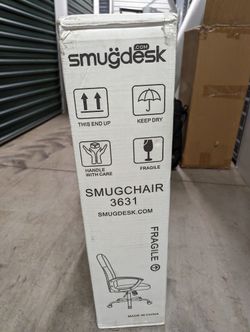 smugdesk
.COM
THIS END UP
KEEP DRY
HANDLE
WITH CARE
FRAGILE
SMUGCHAIR
3631
SMUGDESK.COM
FRAGILE
MADE IN CHINA